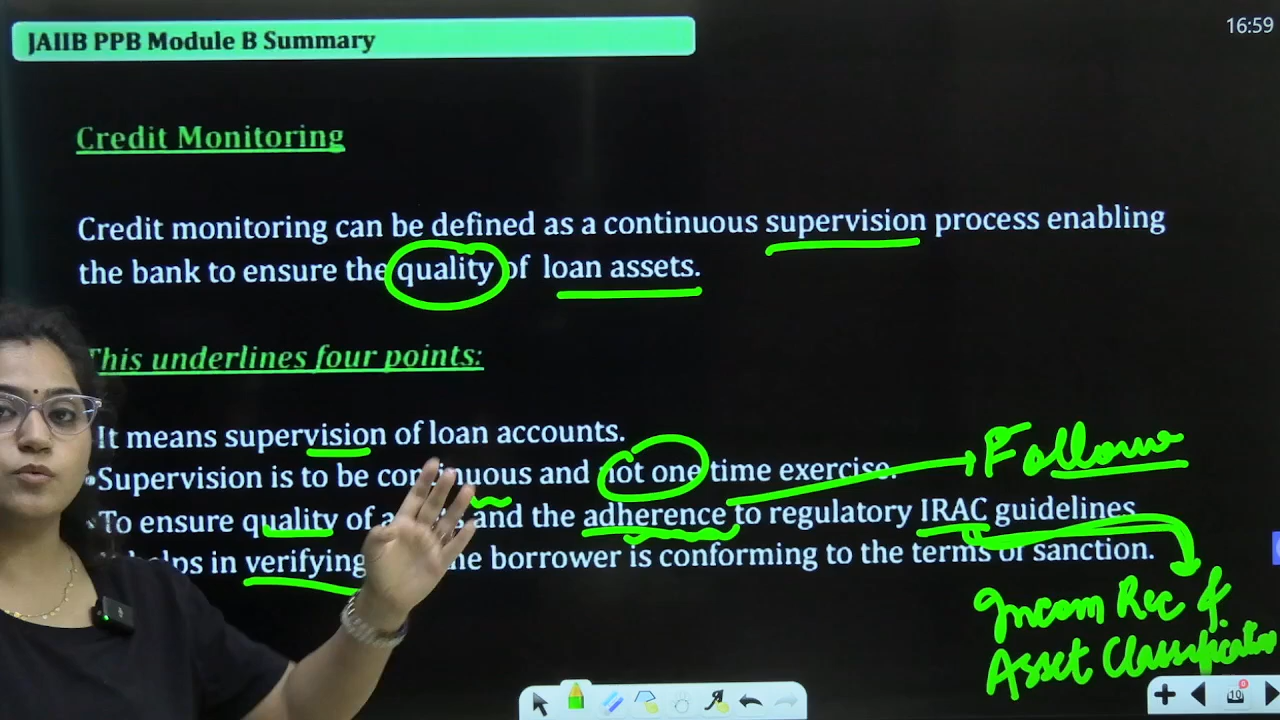 JAIIB PPB Module B Summary
16:59
Credit Monitoring
Credit monitoring can be defined as a continuous supervision process enabling
the bank to ensure the quality of loan assets.
This underlines four points:
It means supervision of loan accounts.
•Supervision is to be continuous and not one time exercise.
To ensure quality of and the adherence to regulatory IRAC guidelines
in verifying borrower is conforming to the terms of sanction.
Follow
Incom Rec &
Asset Classification
10